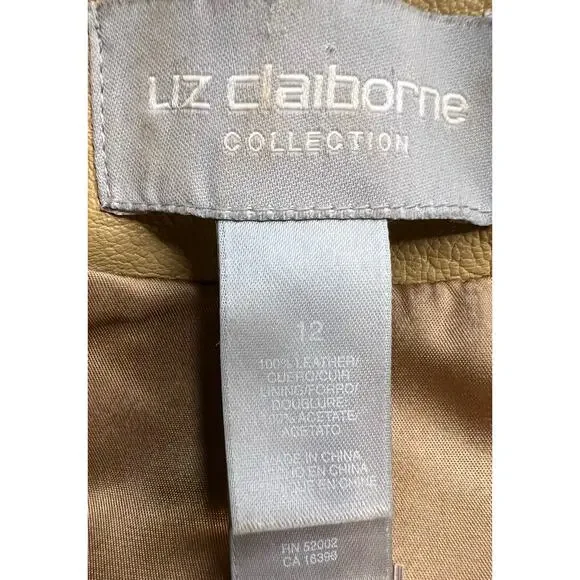 Liz claiborne
COLLECTION
12
100% LEATHER/
CUERO/CUIR
LINING/FORRO/
DOUBLURE:
100% ACETATE/
ACETATO
MADE IN CHINA
HECHO EN CHINA
FABRIQUE EN CHINE
RN 52002
CA 16390